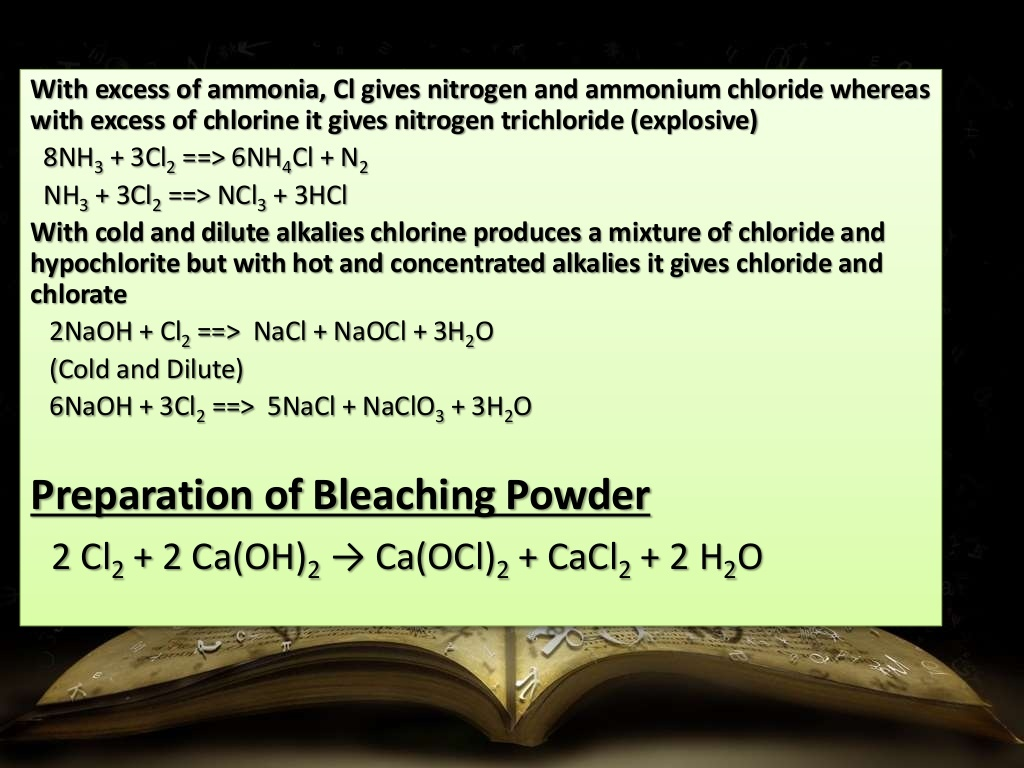 With excess of ammonia, Cl gives nitrogen and ammonium chloride whereas
with excess of chlorine it gives nitrogen trichloride (explosive)
8NH₃ + 3Cl₂ ==> 6NH₄Cl + N₂
NH₃ + 3Cl₂ ==> NCl₃ + 3HCl
With cold and dilute alkalies chlorine produces a mixture of chloride and
hypochlorite but with hot and concentrated alkalies it gives chloride and
chlorate
2NaOH + Cl₂ ==> NaCl + NaOCl + 3H₂O
(Cold and Dilute)
6NaOH + 3Cl₂ ==> 5NaCl + NaClO₃ + 3H₂O
Preparation of Bleaching Powder
2 Cl₂ + 2 Ca(OH)₂ → Ca(OCl)₂ + CaCl₂ + 2 H₂O